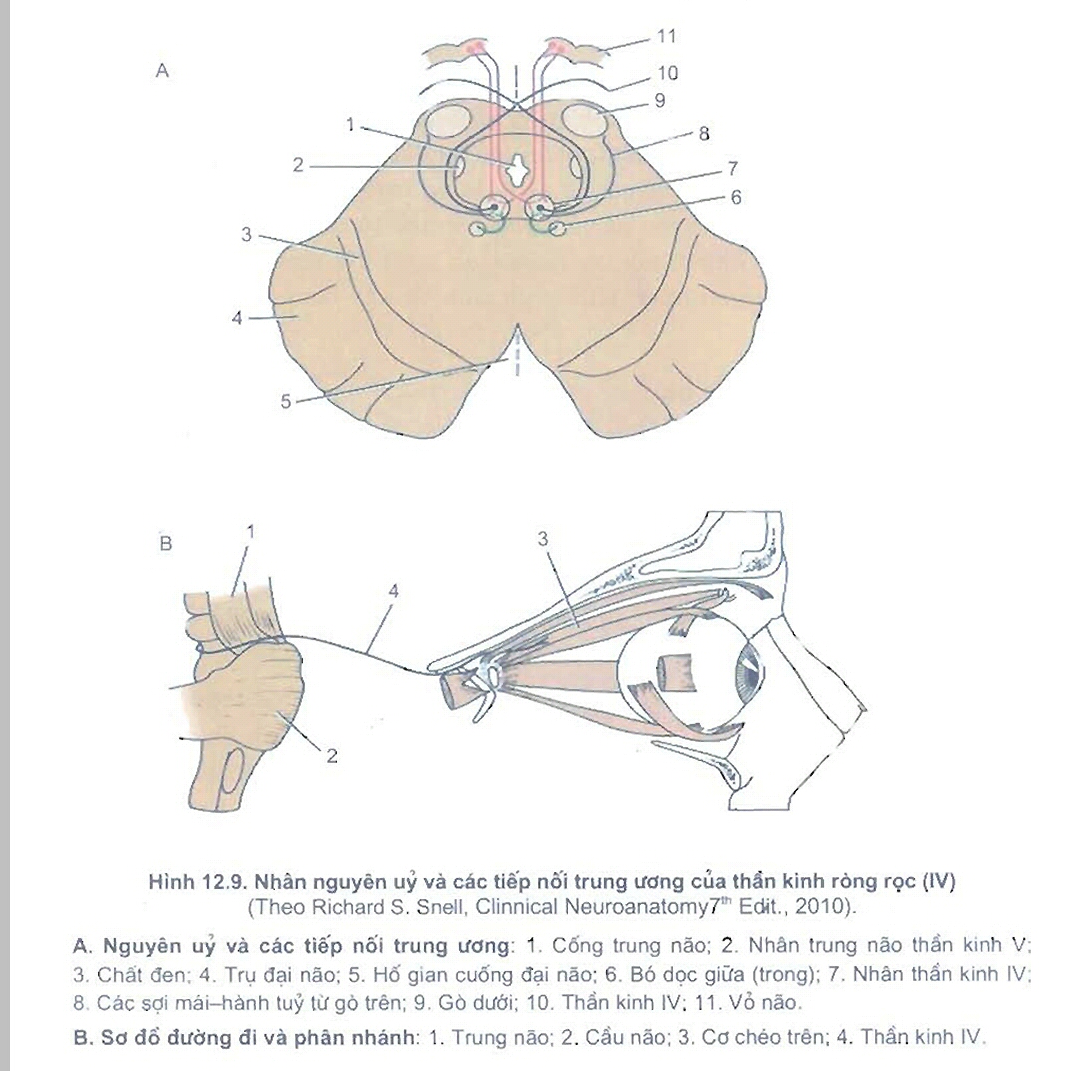 A
11
10
9
1
8
2
7
6
3
4
5
B
1
3
4
2
Hình 12.9. Nhân nguyên uỷ và các tiếp nối trung ương của thần kinh ròng rọc (IV)
(Theo Richard S. Snell, Clinnical Neuroanatomy7th Edit., 2010).
A. Nguyên uỷ và các tiếp nối trung ương: 1. Cống trung não; 2. Nhân trung não thần kinh V;
3. Chất đen; 4. Trụ đại não; 5. Hố gian cuống đại não; 6. Bó dọc giữa (trong); 7. Nhân thần kinh IV;
8. Các sợi mái–hành tuỷ từ gò trên; 9. Gò dưới; 10. Thần kinh IV; 11. Vỏ não.
B. Sơ đồ đường đi và phân nhánh: 1. Trung não; 2. Cầu não; 3. Cơ chéo trên; 4. Thần kinh IV.